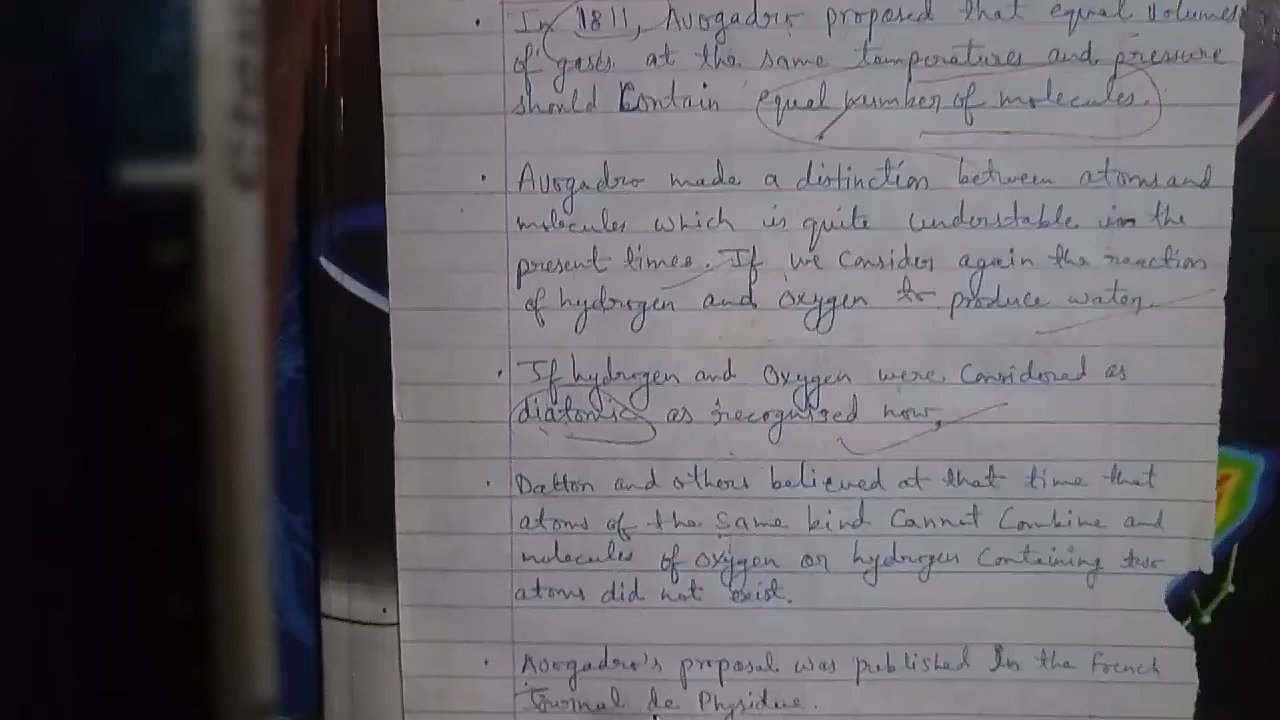 In 1811, Avogadro proposed that equal volumes
of gases at the same temperatures and pressure
should contain equal number of molecules.
Avogadro made a distinction between atoms and
molecules which is quite understable in the
present times. If we consider again the reaction
of hydrogen and oxygen to produce water.
If hydrogen and oxygen were considered as
diatomic as recognised now,
Dalton and others believed at that time that
atoms of the same kind cannot combine and
molecules of oxygen or hydrogen containing two
atoms did not exist.
Avogadro's proposal was published in the French
Journal de Physidue.